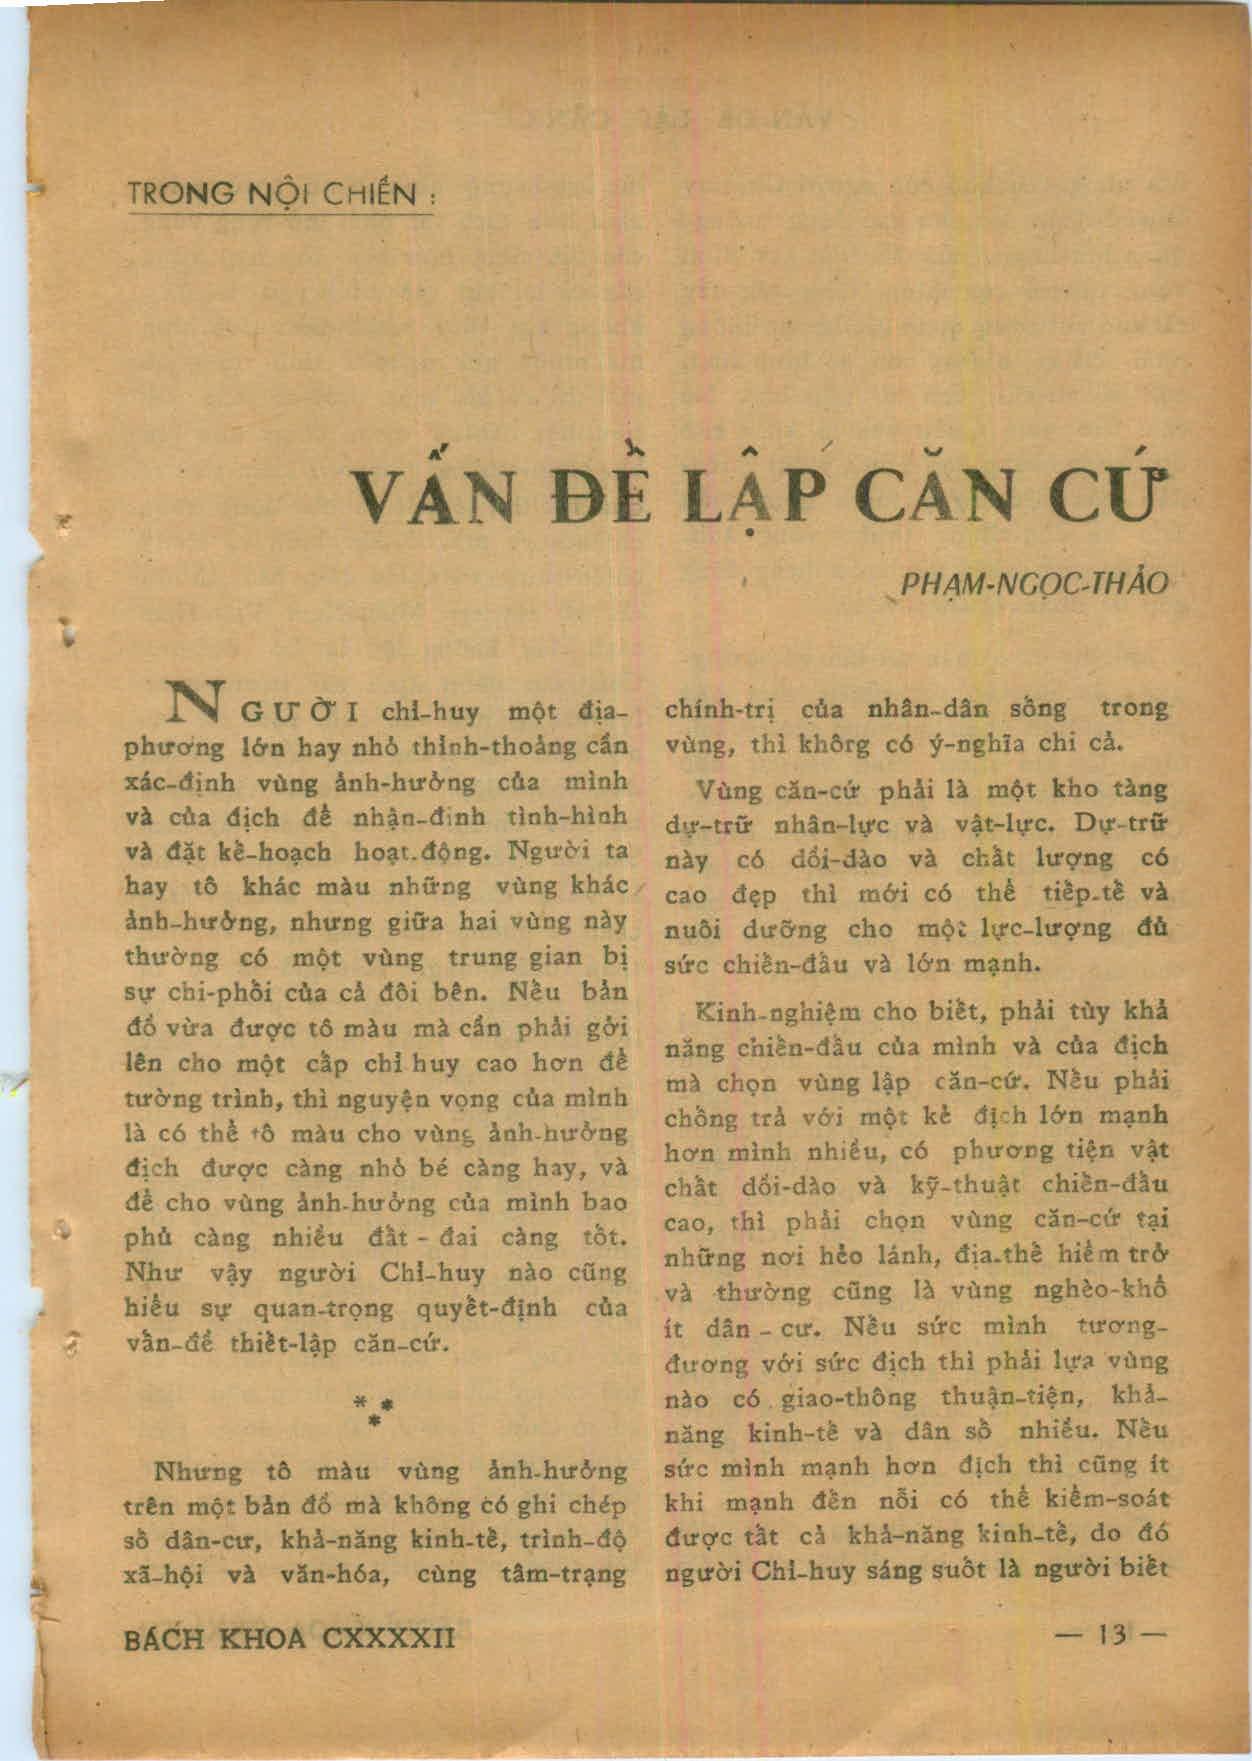 TRONG NỘI CHIẾN :
VẤN ĐỀ LẬP CĂN CỨ
PHẠM-NGỌC-THẢO
NGƯỜI chỉ-huy một địa-
phương lớn hay nhỏ thỉnh-thoảng cần
xác-định vùng ảnh-hưởng của mình
và của địch để nhận-định tình-hình
và đặt kế-hoạch hoạt-động. Người ta
hay tô khác màu những vùng khác
ảnh-hưởng, nhưng giữa hai vùng này
thường có một vùng trung gian bị
sự chi-phối của cả đôi bên. Nếu bản
đồ vừa được tô màu mà cần phải gởi
lên cho một cấp chỉ huy cao hơn để
tường trình, thì nguyện vọng của mình
là có thể tô màu cho vùng ảnh-hưởng
địch được càng nhỏ bé càng hay, và
để cho vùng ảnh-hưởng của mình bao
phủ càng nhiều đất - đai càng tốt.
Như vậy người Chỉ-huy nào cũng
hiểu sự quan-trọng quyết-định của
vấn-đề thiết-lập căn-cứ.
* * *
Nhưng tô màu vùng ảnh-hưởng
trên một bản đồ mà không có ghi chép
số dân-cư, khả-năng kinh-tế, trình-độ
xã-hội và văn-hóa, cùng tâm-trạng
chính-trị của nhân-dân sống trong
vùng, thì khôrg có ý-nghĩa chi cả.
Vùng căn-cứ phải là một kho tàng
dự-trữ nhân-lực và vật-lực. Dự-trữ
này có dồi-dào và chất lượng có
cao đẹp thì mới có thể tiếp-tế và
nuôi dưỡng cho một lực-lượng đủ
sức chiến-đấu và lớn mạnh.
Kinh-nghiệm cho biết, phải tùy khả
năng chiến-đấu của mình và của địch
mà chọn vùng lập căn-cứ. Nếu phải
chống trả với một kẻ địch lớn mạnh
hơn mình nhiều, có phương tiện vật
chất dồi-dào và kỹ-thuật chiến-đấu
cao, thì phải chọn vùng căn-cứ tại
những nơi hẻo lánh, địa-thế hiểm trở
và thường cũng là vùng nghèo-khổ
ít dân - cư. Nếu sức mình tương-
đương với sức địch thì phải lựa vùng
nào có giao-thông thuận-tiện, khả-
năng kinh-tế và dân số nhiều. Nếu
sức mình mạnh hơn địch thì cũng ít
khi mạnh đến nỗi có thể kiểm-soát
được tất cả khả-năng kinh-tế, do đó
người Chỉ-huy sáng suốt là người biết
BÁCH KHOA CXXXXII
— 13 —